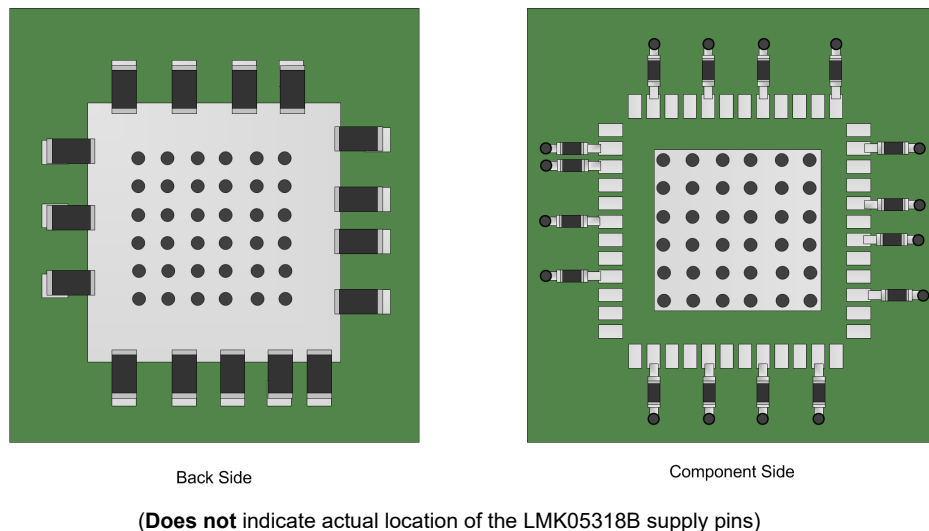 Back Side
Component Side
(Does not indicate actual location of the LMK05318B supply pins)